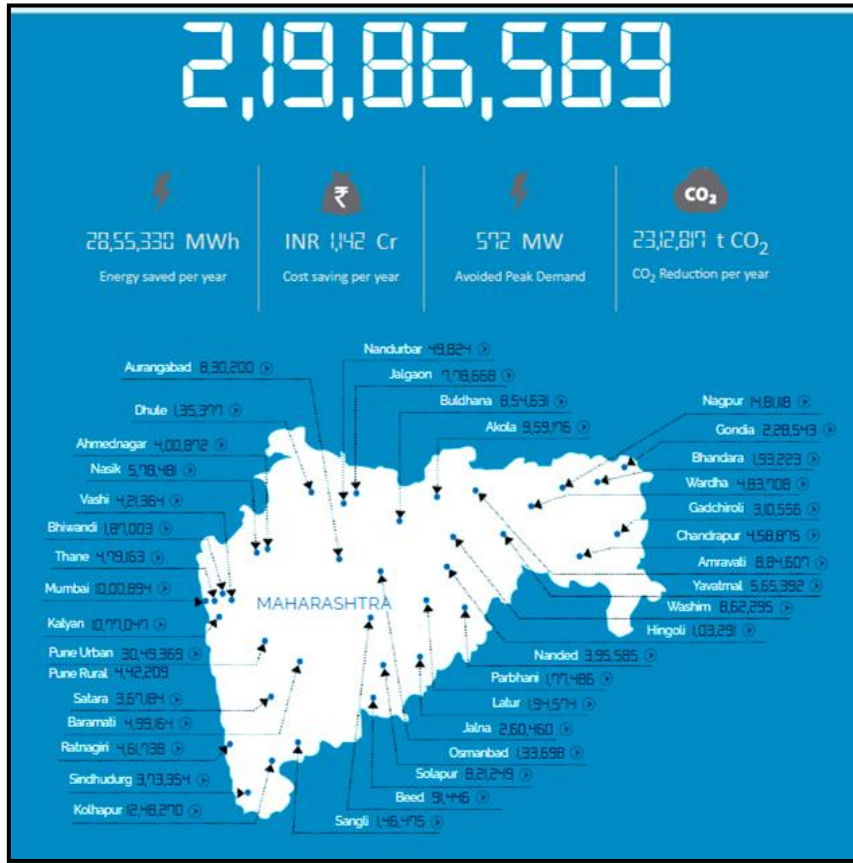 2,19,86,569
28,55,330 MWh
Energy saved per year
INR 1,142 Cr
Cost saving per year
572 MW
Avoided Peak Demand
CO₂
23,12,817 t CO₂
CO₂ Reduction per year
Nandurbar 49,824
Aurangabad 8,30,200
Jalgaon 7,78,668
Dhule 1,35,377
Buldhana 8,54,631
Akola 9,59,176
Nagpur 14,81,118
Gondia 2,28,543
Bhandara 1,93,223
Wardha 4,83,708
Gadchiroli 3,10,556
Chandrapur 4,58,875
Amravati 8,84,607
Yavatmal 5,65,392
Washim 8,62,295
Hingoli 1,03,291
Ahmednagar 4,00,872
Nasik 5,78,481
Vashi 4,21,364
Bhiwandi 1,87,003
Thane 4,79,163
Mumbai 10,00,894
Kalyan 10,77,047
MAHARASHTRA
Pune Urban 30,49,369
Pune Rural 4,42,209
Satara 3,67,184
Baramati 4,99,164
Ratnagiri 4,61,738
Sindhudurg 3,73,354
Kolhapur 12,48,270
Nanded 3,95,585
Parbhani 1,77,486
Latur 1,94,574
Jalna 2,60,460
Osmanbad 1,33,698
Solapur 8,21,249
Beed 91,446
Sangli 1,46,475